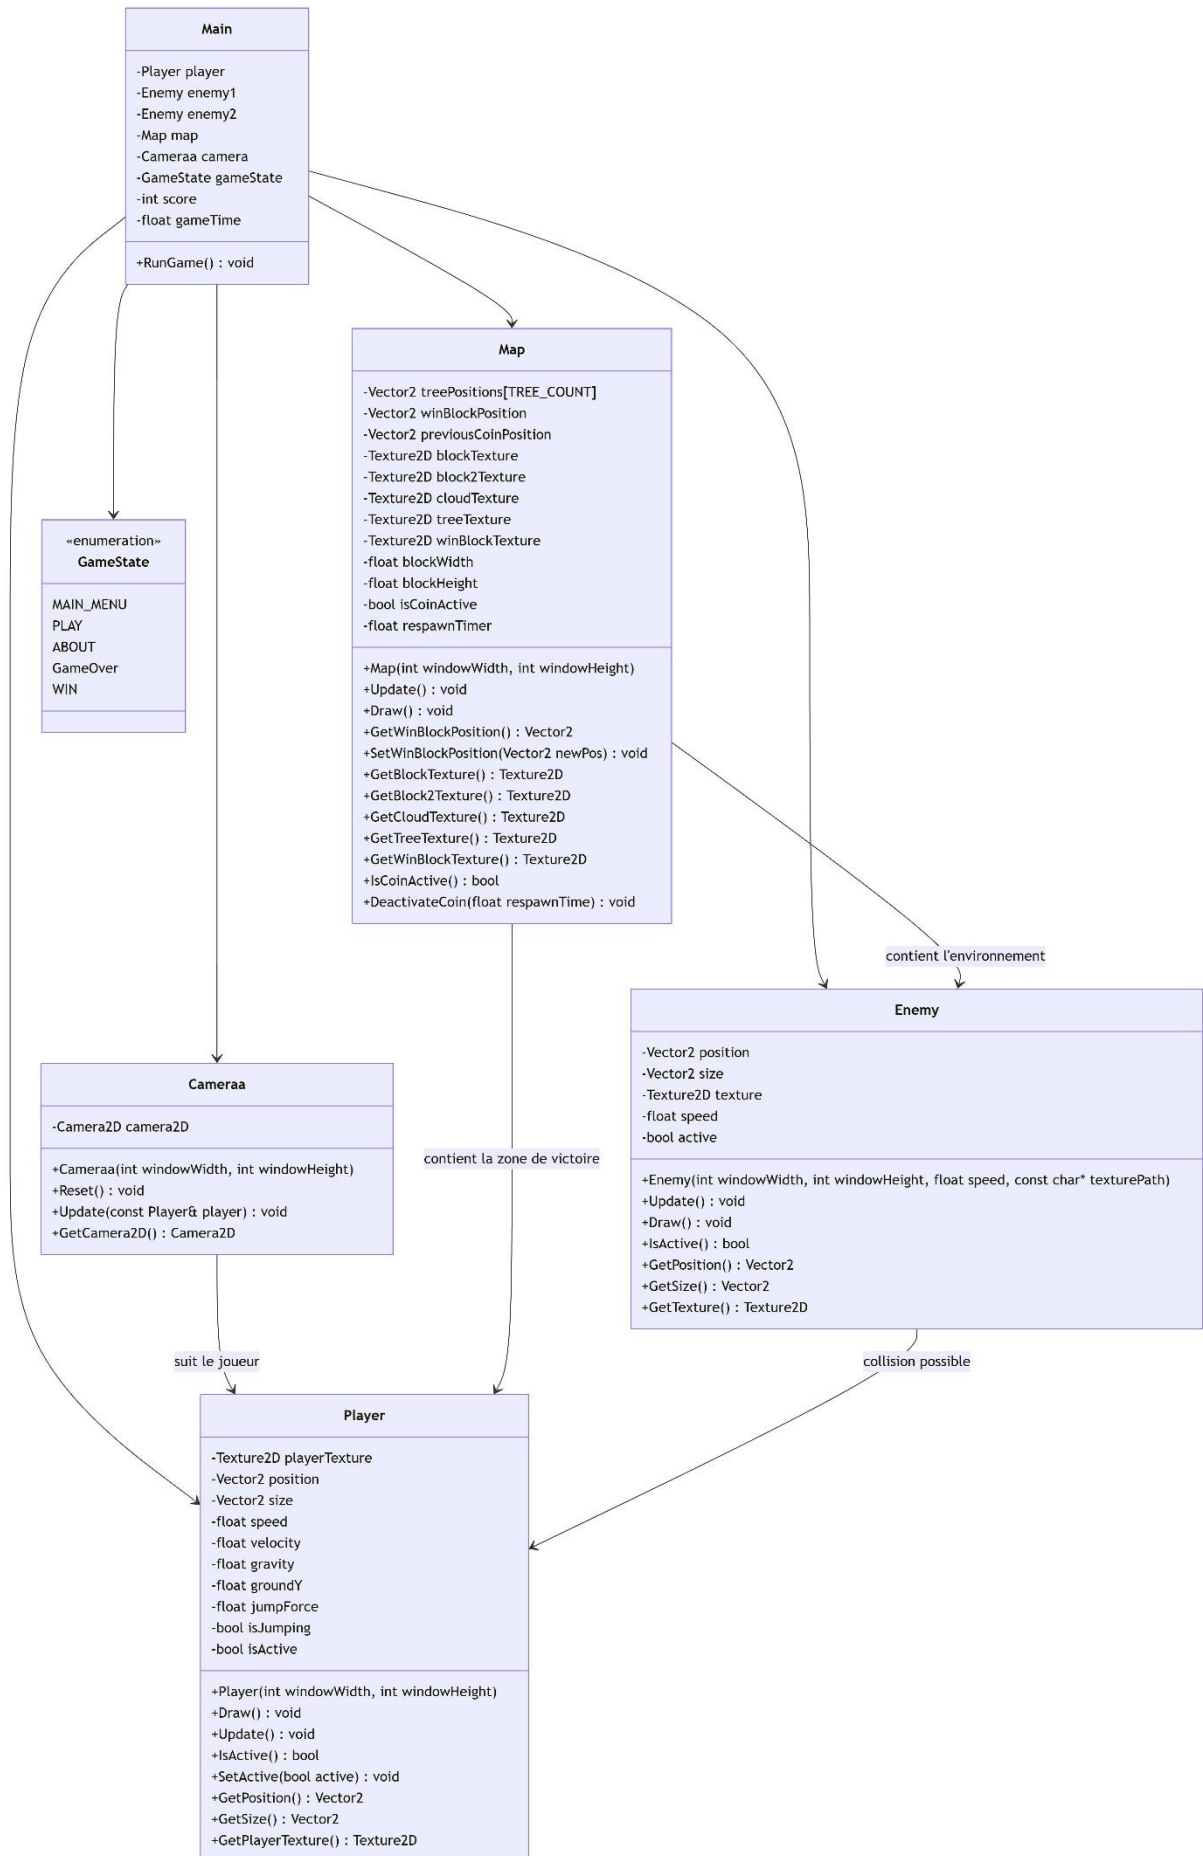 Main
-Player player
-Enemy enemy1
-Enemy enemy2
-Map map
-Cameraa camera
-GameState gameState
-int score
-float gameTime
+RunGame() : void
Map
-Vector2 treePositions[TREE_COUNT]
-Vector2 winBlockPosition
-Vector2 previousCoinPosition
-Texture2D blockTexture
-Texture2D block2Texture
-Texture2D cloudTexture
-Texture2D treeTexture
-Texture2D winBlockTexture
-float blockWidth
-float blockHeight
-bool isCoinActive
-float respawnTimer
+Map(int windowWidth, int windowHeight)
+Update() : void
+Draw() : void
+GetWinBlockPosition() : Vector2
+SetWinBlockPosition(Vector2 newPos) : void
+GetBlockTexture() : Texture2D
+GetBlock2Texture() : Texture2D
+GetCloudTexture() : Texture2D
+GetTreeTexture() : Texture2D
+GetWinBlockTexture() : Texture2D
+IsCoinActive() : bool
+DeactivateCoin(float respawnTime) : void
«enumeration»
GameState
MAIN_MENU
PLAY
ABOUT
GameOver
WIN
contient l'environnement
Enemy
-Vector2 position
-Vector2 size
-Texture2D texture
-float speed
-bool active
+Enemy(int windowWidth, int windowHeight, float speed, const char* texturePath)
+Update() : void
+Draw() : void
+IsActive() : bool
+GetPosition() : Vector2
+GetSize() : Vector2
+GetTexture() : Texture2D
Cameraa
-Camera2D camera2D
+Cameraa(int windowWidth, int windowHeight)
+Reset() : void
+Update(const Player& player) : void
+GetCamera2D() : Camera2D
contient la zone de victoire
suit le joueur
collision possible
Player
-Texture2D playerTexture
-Vector2 position
-Vector2 size
-float speed
-float velocity
-float gravity
-float groundY
-float jumpForce
-bool isJumping
-bool isActive
+Player(int windowWidth, int windowHeight)
+Draw() : void
+Update() : void
+IsActive() : bool
+SetActive(bool active) : void
+GetPosition() : Vector2
+GetSize() : Vector2
+GetPlayerTexture() : Texture2D